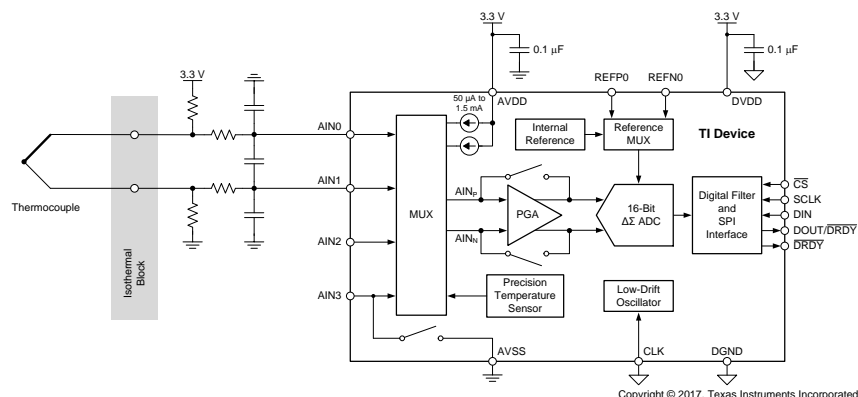 3.3 V
3.3 V
0.1 μF
0.1 μF
3.3 V
50 μA to
1.5 mA
AVDD
REFP0
REFN0
DVDD
TI Device
Internal
Reference
Reference
MUX
AIN0
AIN1
AIN2
AIN3
Thermocouple
Isothermal
Block
MUX
AINP
AINN
PGA
16-Bit
ΔΣ ADC
Digital Filter
and
SPI
Interface
CS
SCLK
DIN
DOUT/DRDY
DRDY
Precision
Temperature
Sensor
Low-Drift
Oscillator
AVSS
CLK
DGND
Copyright © 2017, Texas Instruments Incorporated